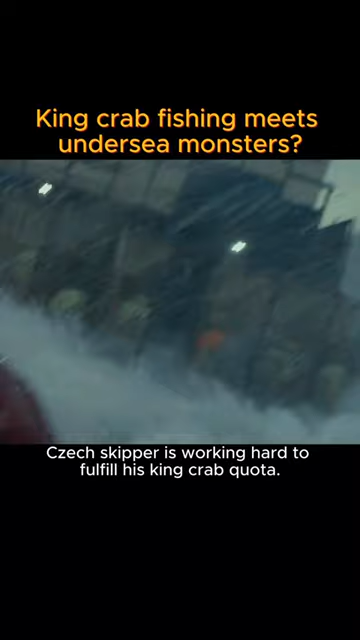 King crab fishing meets
undersea monsters?
Czech skipper is working hard to
fulfill his king crab quota.